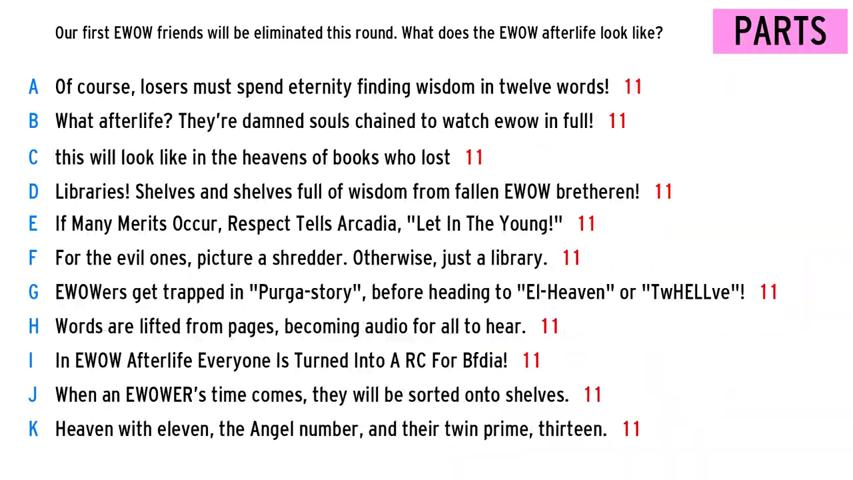 Our first EWOW friends will be eliminated this round. What does the EWOW afterlife look like?
PARTS
A Of course, losers must spend eternity finding wisdom in twelve words! 11
B What afterlife? They're damned souls chained to watch ewow in full! 11
C this will look like in the heavens of books who lost 11
D Libraries! Shelves and shelves full of wisdom from fallen EWOW bretheren! 11
E If Many Merits Occur, Respect Tells Arcadia, "Let In The Young!" 11
F For the evil ones, picture a shredder. Otherwise, just a library. 11
G EWOWers get trapped in "Purga-story", before heading to "El-Heaven" or "TwHELLve"! 11
H Words are lifted from pages, becoming audio for all to hear. 11
I In EWOW Afterlife Everyone Is Turned Into A RC For Bfdia! 11
J When an EWOWER's time comes, they will be sorted onto shelves. 11
K Heaven with eleven, the Angel number, and their twin prime, thirteen. 11